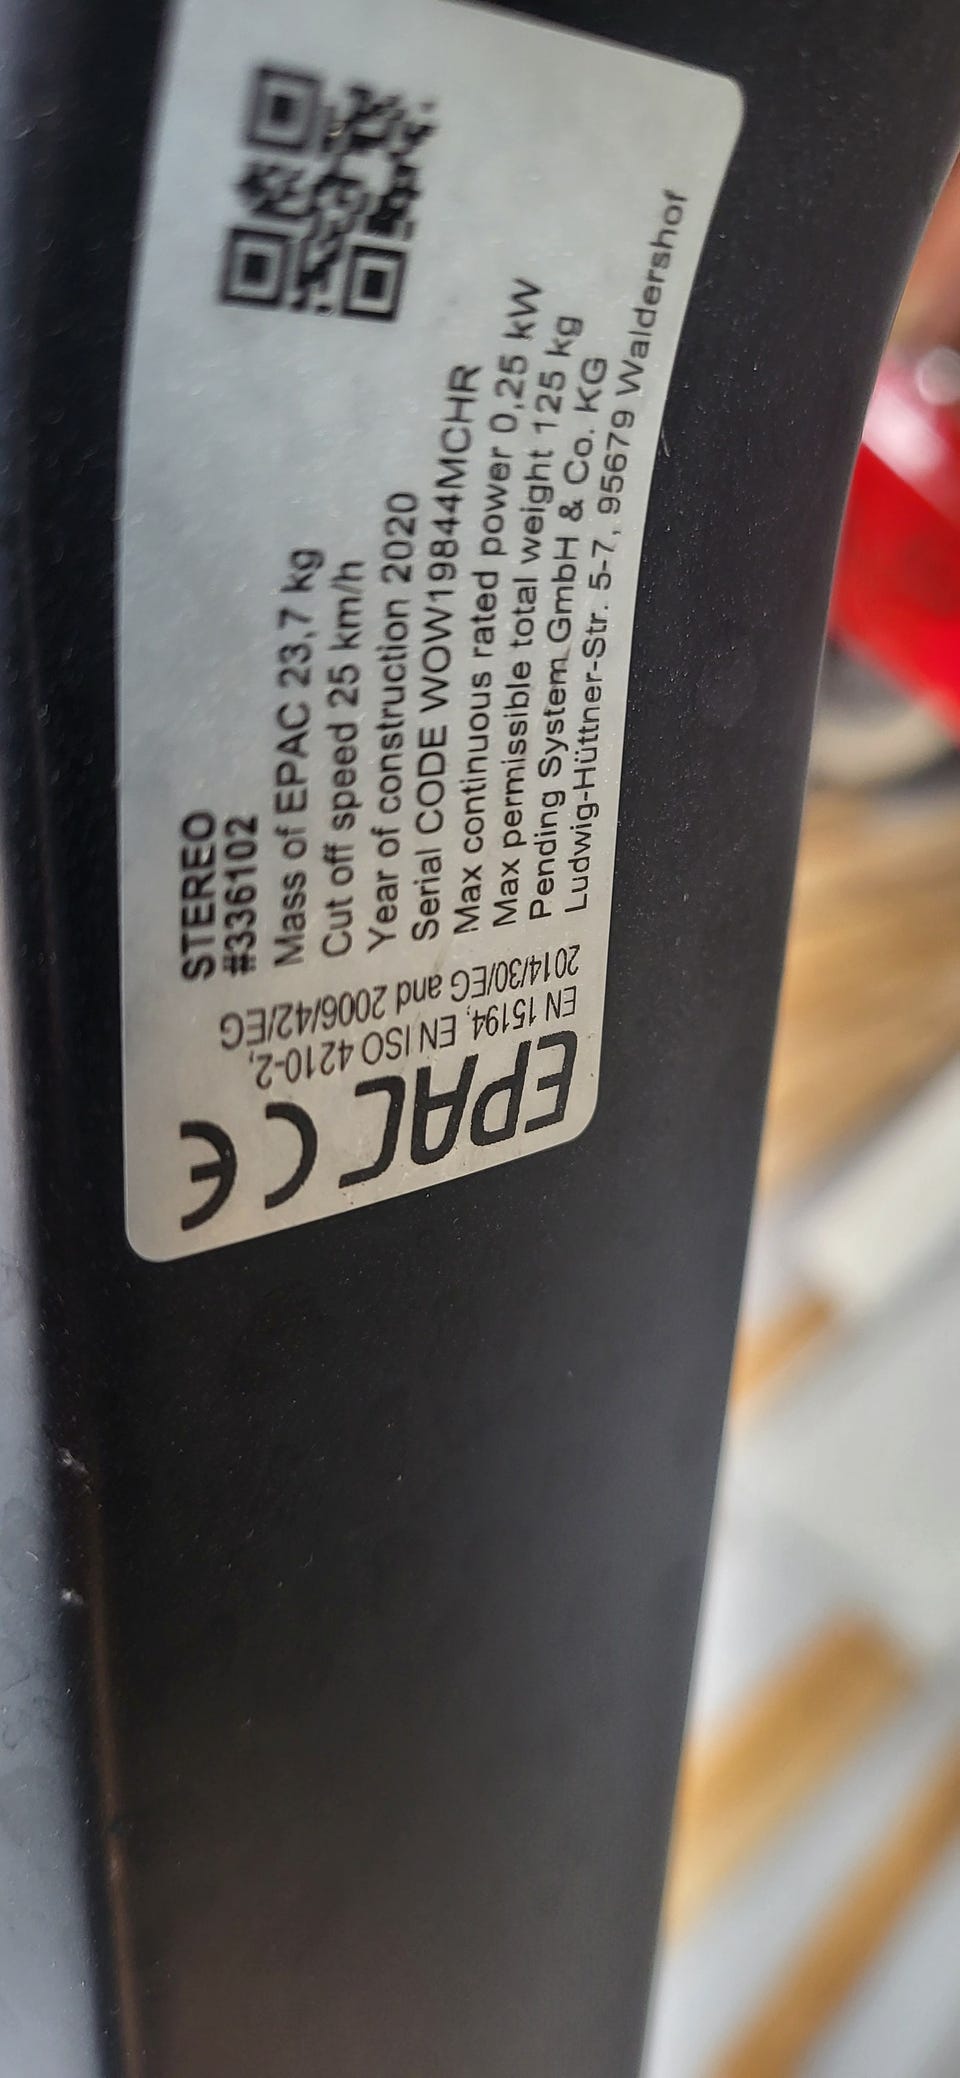 STEREO
#336102
Mass of EPAC 23,7 kg
Cut off speed 25 km/h
Year of construction 2020
Serial CODE WOW19844MCHR
Max continuous rated power 0,25 kW
Max permissible total weight 125 kg
Pending System GmbH & Co. KG
Ludwig-Hüttner-Str. 5-7, 95679 Waldershof
EPAC CE
EN 15194, EN ISO 4210-2,
2014/30/EG and 2006/42/EG